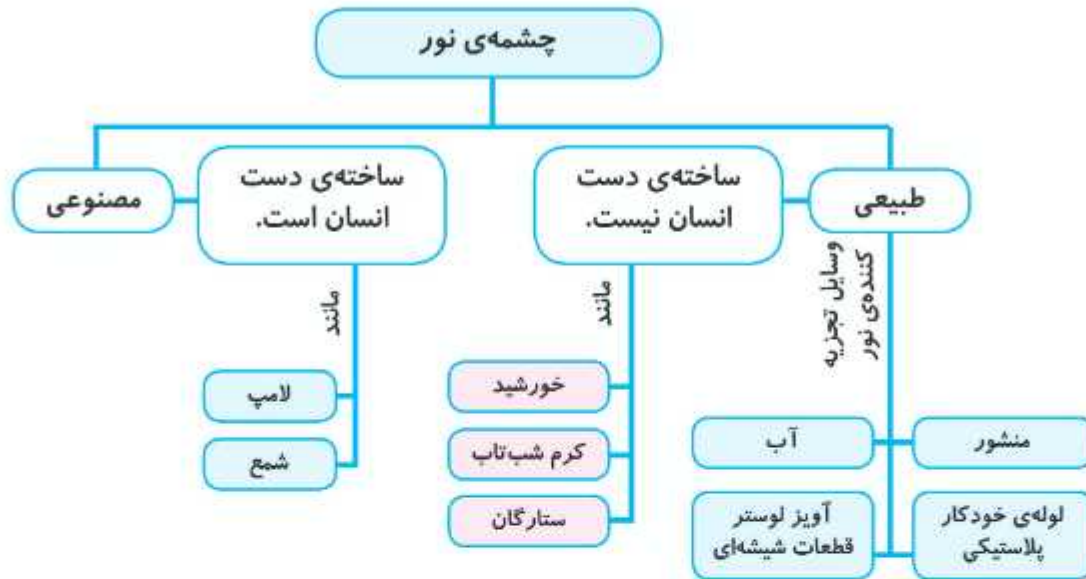 چشمه‌ی نور
طبیعی
ساخته‌ی دست
انسان نیست.
ساخته‌ی دست
انسان است.
مصنوعی
وسایل تجزیه
کننده‌ی نور
مانند
مانند
منشور
آب
لوله‌ی خودکار
پلاستیکی
آویز لوستر
قطعات شیشه‌ای
خورشید
کرم شب‌تاب
ستارگان
لامپ
شمع